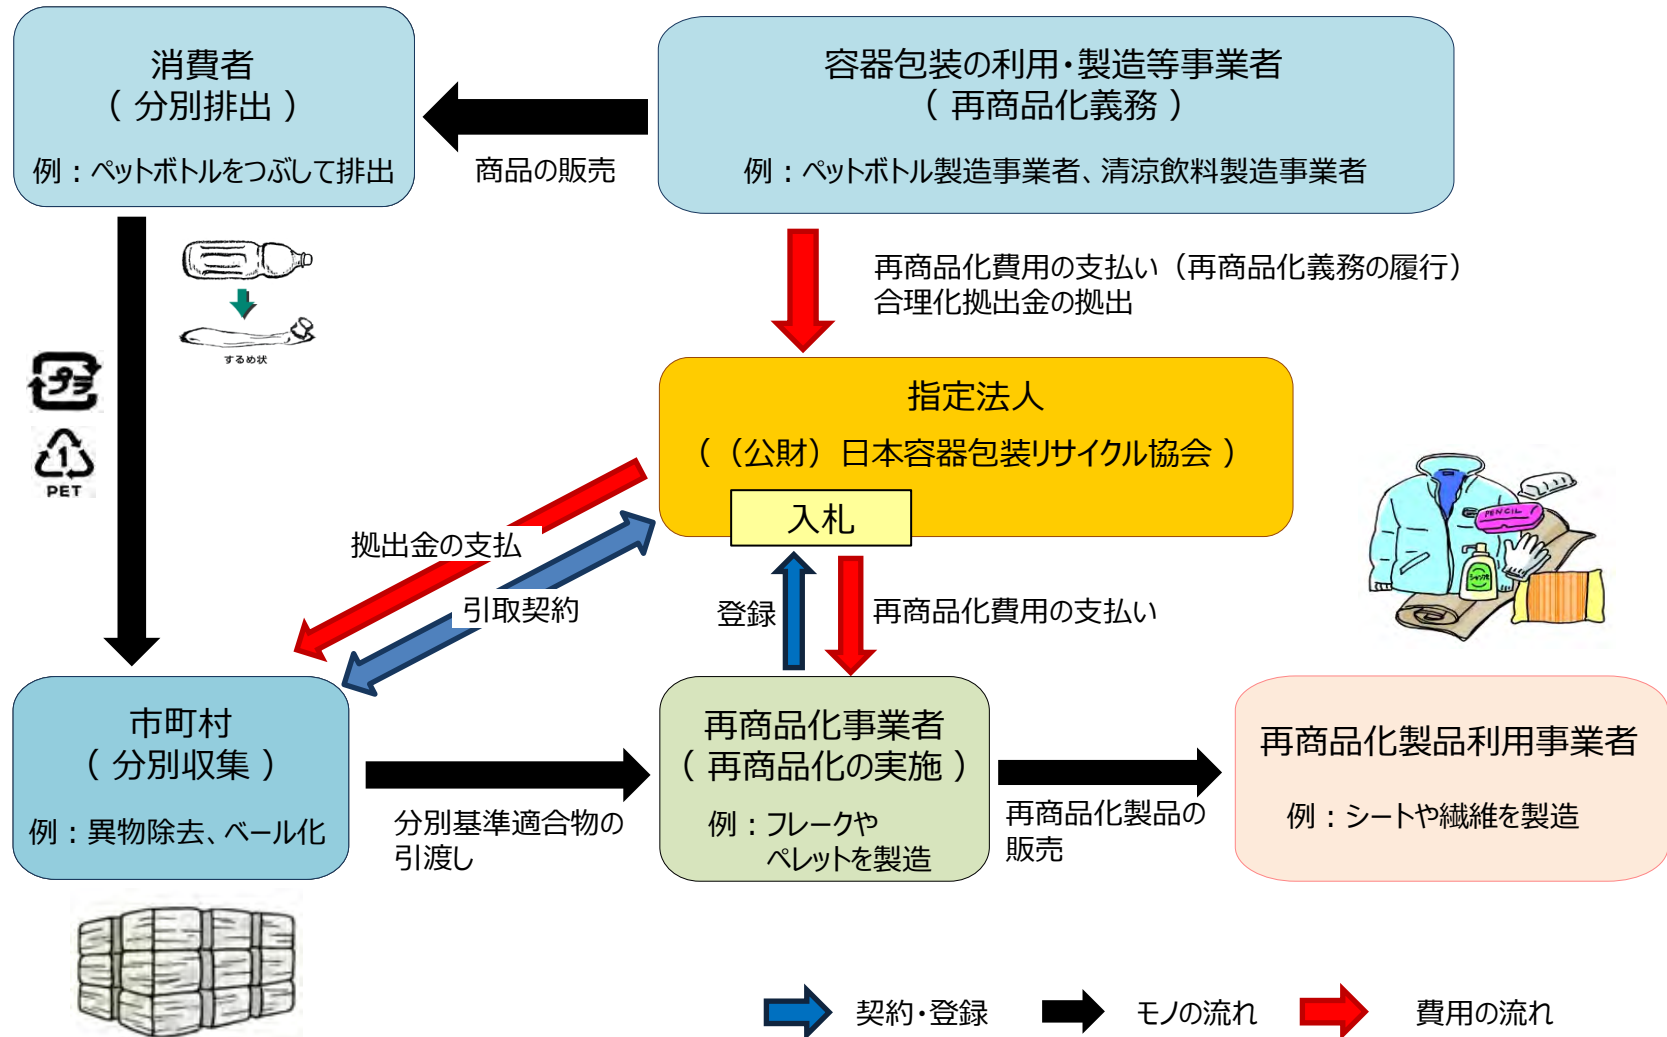 消費者
（ 分別排出 ）
例：ペットボトルをつぶして排出
商品の販売
容器包装の利用・製造等事業者
（ 再商品化義務 ）
例：ペットボトル製造事業者、清涼飲料製造事業者
するめ状
プラ
1
PET
再商品化費用の支払い（再商品化義務の履行）
合理化拠出金の拠出
指定法人
（（公財）日本容器包装リサイクル協会 ）
入札
拠出金の支払
引取契約
登録
再商品化費用の支払い
PENCIL
シャンプー
市町村
（ 分別収集 ）
例：異物除去、ベール化
分別基準適合物の
引渡し
再商品化事業者
（ 再商品化の実施 ）
例：フレークや
ペレットを製造
再商品化製品の
販売
再商品化製品利用事業者
例：シートや繊維を製造
契約・登録
モノの流れ
費用の流れ